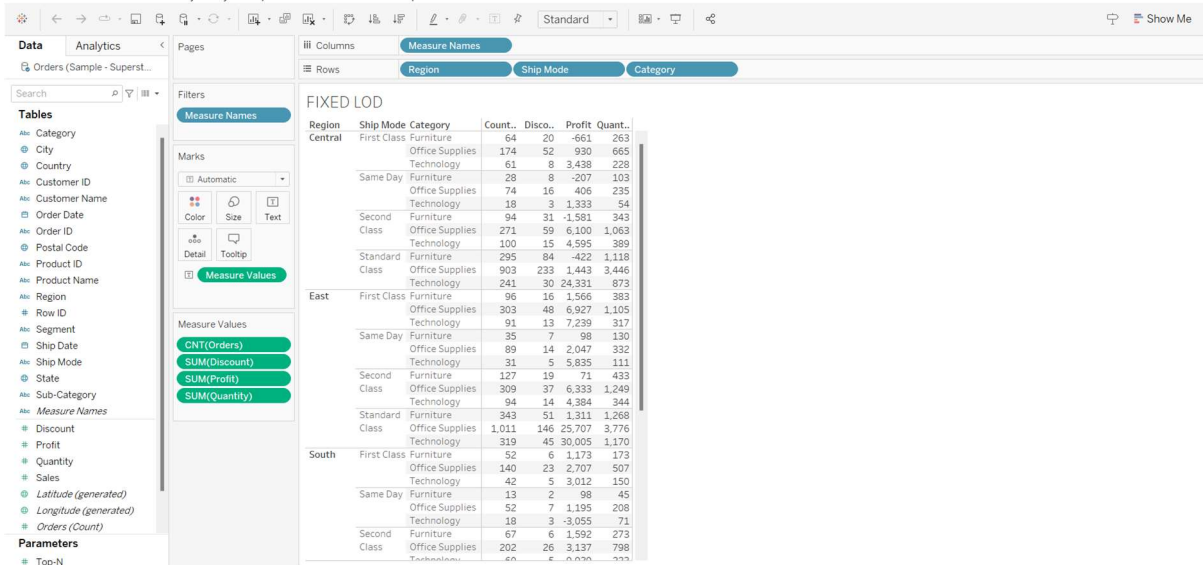 Standard
Show Me
Data Analytics
Orders (Sample - Superst...
Search
Tables
Abc Category
City
Country
Abc Customer ID
Abc Customer Name
Order Date
Abc Order ID
Postal Code
Abc Product ID
Abc Product Name
Abc Region
# Row ID
Abc Segment
Ship Date
Abc Ship Mode
State
Abc Sub-Category
Abc Measure Names
# Discount
# Profit
# Quantity
# Sales
Latitude (generated)
Longitude (generated)
# Orders (Count)
Parameters
# Top-N
Pages
Filters
Measure Names
Marks
Automatic
Color Size Text
Detail Tooltip
Measure Values
Measure Values
CNT(Orders)
SUM(Discount)
SUM(Profit)
SUM(Quantity)
Columns Measure Names
Rows Region Ship Mode Category
FIXED LOD
Region Ship Mode Category Count.. Disco.. Profit Quant..
Central First Class Furniture 64 20 -661 263
Office Supplies 174 52 930 665
Technology 61 8 3,438 228
Same Day Furniture 28 8 -207 103
Office Supplies 74 16 406 235
Technology 18 3 1,333 54
Second Furniture 94 31 -1,581 343
Class Office Supplies 271 59 6,100 1,063
Technology 100 15 4,595 389
Standard Furniture 295 84 -422 1,118
Class Office Supplies 903 233 1,443 3,446
Technology 241 30 24,331 873
East First Class Furniture 96 16 1,566 383
Office Supplies 303 48 6,927 1,105
Technology 91 13 7,239 317
Same Day Furniture 35 7 98 130
Office Supplies 89 14 2,047 332
Technology 31 5 5,835 111
Second Furniture 127 19 71 433
Class Office Supplies 309 37 6,333 1,249
Technology 94 14 4,384 344
Standard Furniture 343 51 1,311 1,268
Class Office Supplies 1,011 146 25,707 3,776
Technology 319 45 30,005 1,170
South First Class Furniture 52 6 1,173 173
Office Supplies 140 23 2,707 507
Technology 42 5 3,012 150
Same Day Furniture 13 2 98 45
Office Supplies 52 7 1,195 208
Technology 18 3 -3,055 71
Second Furniture 67 6 1,592 273
Class Office Supplies 202 26 3,137 798
Technology